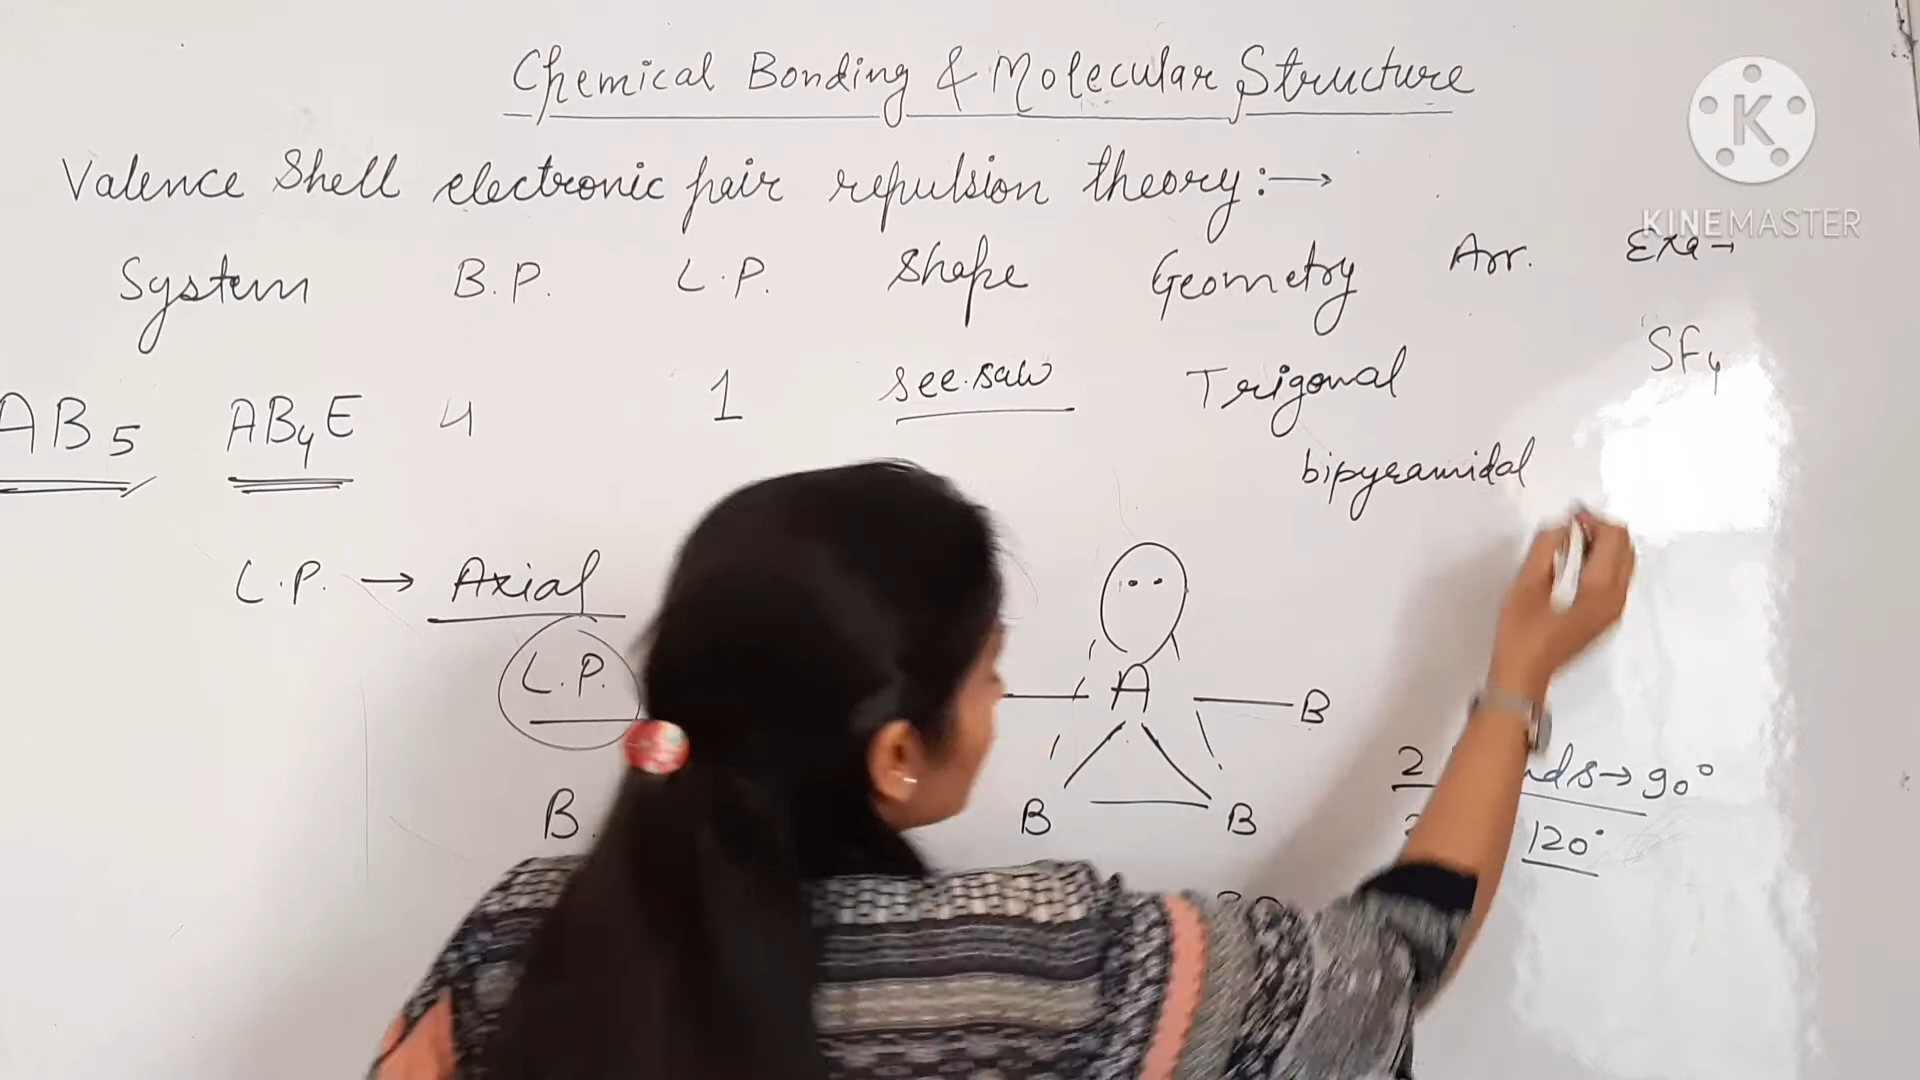 Chemical Bonding & Molecular Structure
Valence Shell electronic pair repulsion theory:→
System B.P. L.P. Shape Geometry Arr. Exa→
KINEMASTER
K
AB5 AB4E 4 1 see.saw Trigonal SF4
bipyramidal
L.P. → Axial
L.P.
A B
2 → 90°
120°
B B B